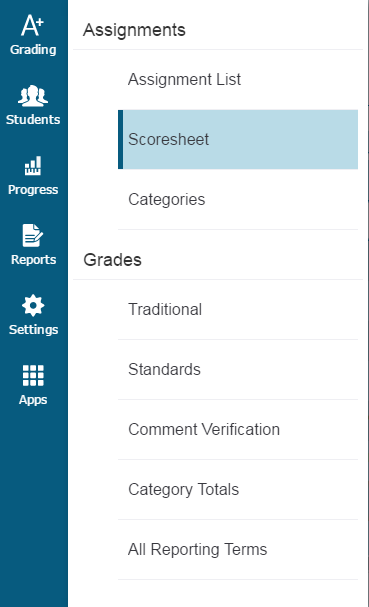 A+
Grading
Students
Progress
Reports
Settings
Apps
Assignments
Assignment List
Scoresheet
Categories
Grades
Traditional
Standards
Comment Verification
Category Totals
All Reporting Terms